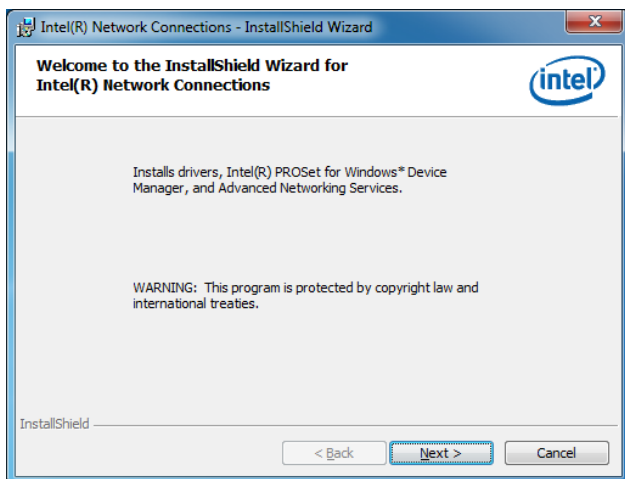 Intel(R) Network Connections - InstallShield Wizard
Welcome to the InstallShield Wizard for
Intel(R) Network Connections
intel
Installs drivers, Intel(R) PROSet for Windows* Device
Manager, and Advanced Networking Services.
WARNING:  This program is protected by copyright law and
international treaties.
InstallShield
< Back
Next >
Cancel